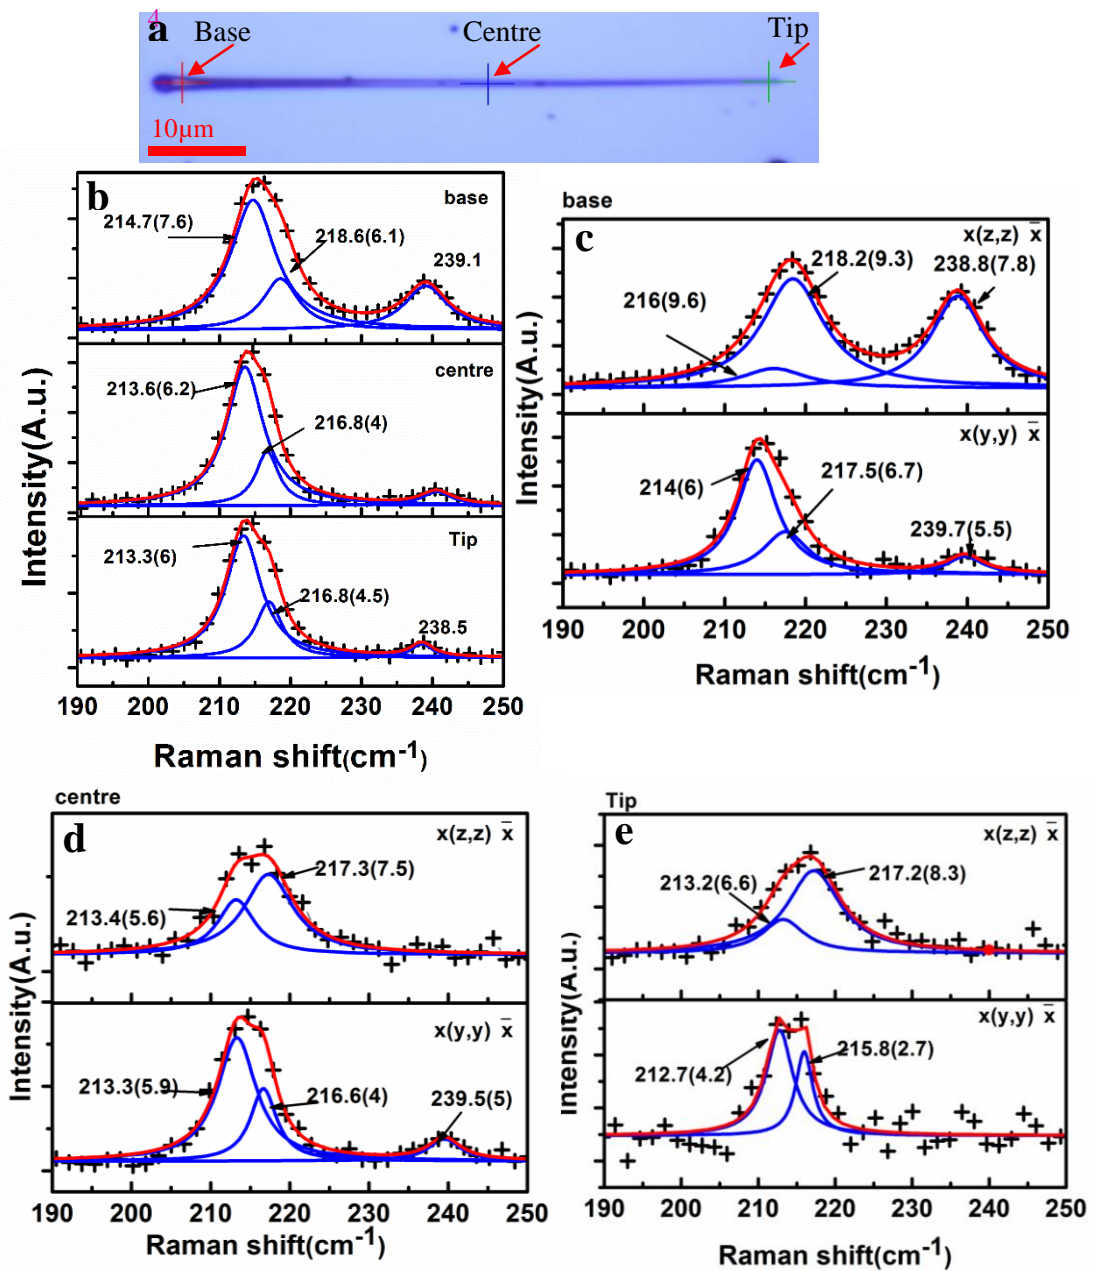 4
a
Base
Centre
Tip
10µm
b
base
214.7(7.6)
218.6(6.1)
239.1
centre
213.6(6.2)
216.8(4)
Tip
213.3(6)
216.8(4.5)
238.5
Intensity(A.u.)
190 200 210 220 230 240 250
Raman shift(cm⁻¹)
base
c
x(z,z) x̄
218.2(9.3)
238.8(7.8)
216(9.6)
x(y,y) x̄
214(6)
217.5(6.7)
239.7(5.5)
Intensity(A.u.)
190 200 210 220 230 240 250
Raman shift(cm⁻¹)
centre
d
x(z,z) x̄
217.3(7.5)
213.4(5.6)
x(y,y) x̄
213.3(5.9)
216.6(4)
239.5(5)
Intensity(A.u.)
190 200 210 220 230 240 250
Raman shift(cm⁻¹)
Tip
e
x(z,z) x̄
213.2(6.6)
217.2(8.3)
x(y,y) x̄
212.7(4.2)
215.8(2.7)
Intensity(A.u.)
190 200 210 220 230 240 250
Raman shift(cm⁻¹)